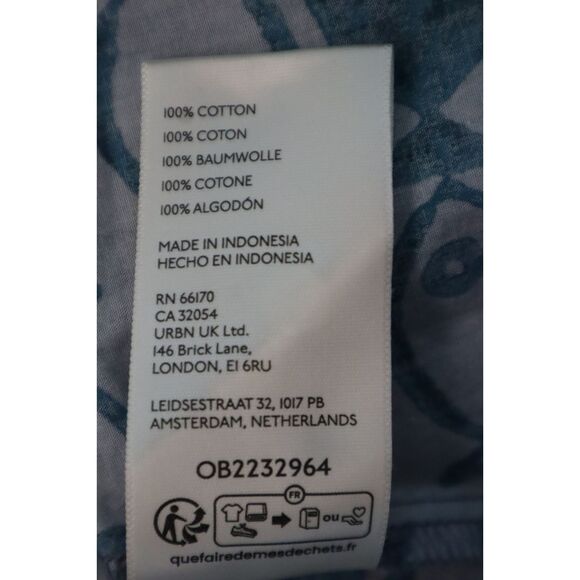 100% COTTON
100% COTON
100% BAUMWOLLE
100% COTONE
100% ALGODÓN
MADE IN INDONESIA
HECHO EN INDONESIA
RN 66170
CA 32054
URBN UK Ltd.
146 Brick Lane,
LONDON, E1 6RU
LEIDSESTRAAT 32, 1017 PB
AMSTERDAM, NETHERLANDS
OB2232964
FR
ou
quefairedemesdechets.fr